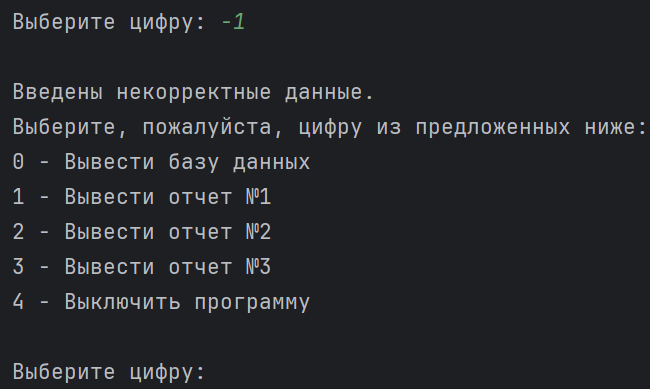 Выберите цифру: -1
Введены некорректные данные.
Выберите, пожалуйста, цифру из предложенных ниже:
0 - Вывести базу данных
1 - Вывести отчет №1
2 - Вывести отчет №2
3 - Вывести отчет №3
4 - Выключить программу
Выберите цифру: